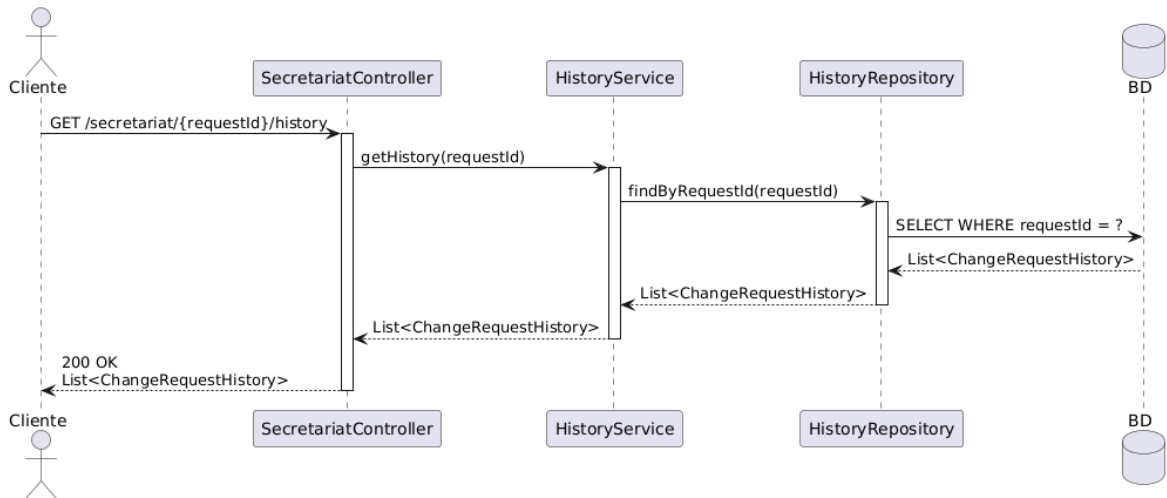 Cliente
SecretariatController
HistoryService
HistoryRepository
BD
GET /secretariat/{requestId}/history
getHistory(requestId)
findByRequestId(requestId)
SELECT WHERE requestId = ?
List<ChangeRequestHistory>
List<ChangeRequestHistory>
List<ChangeRequestHistory>
200 OK
List<ChangeRequestHistory>
Cliente
SecretariatController
HistoryService
HistoryRepository
BD